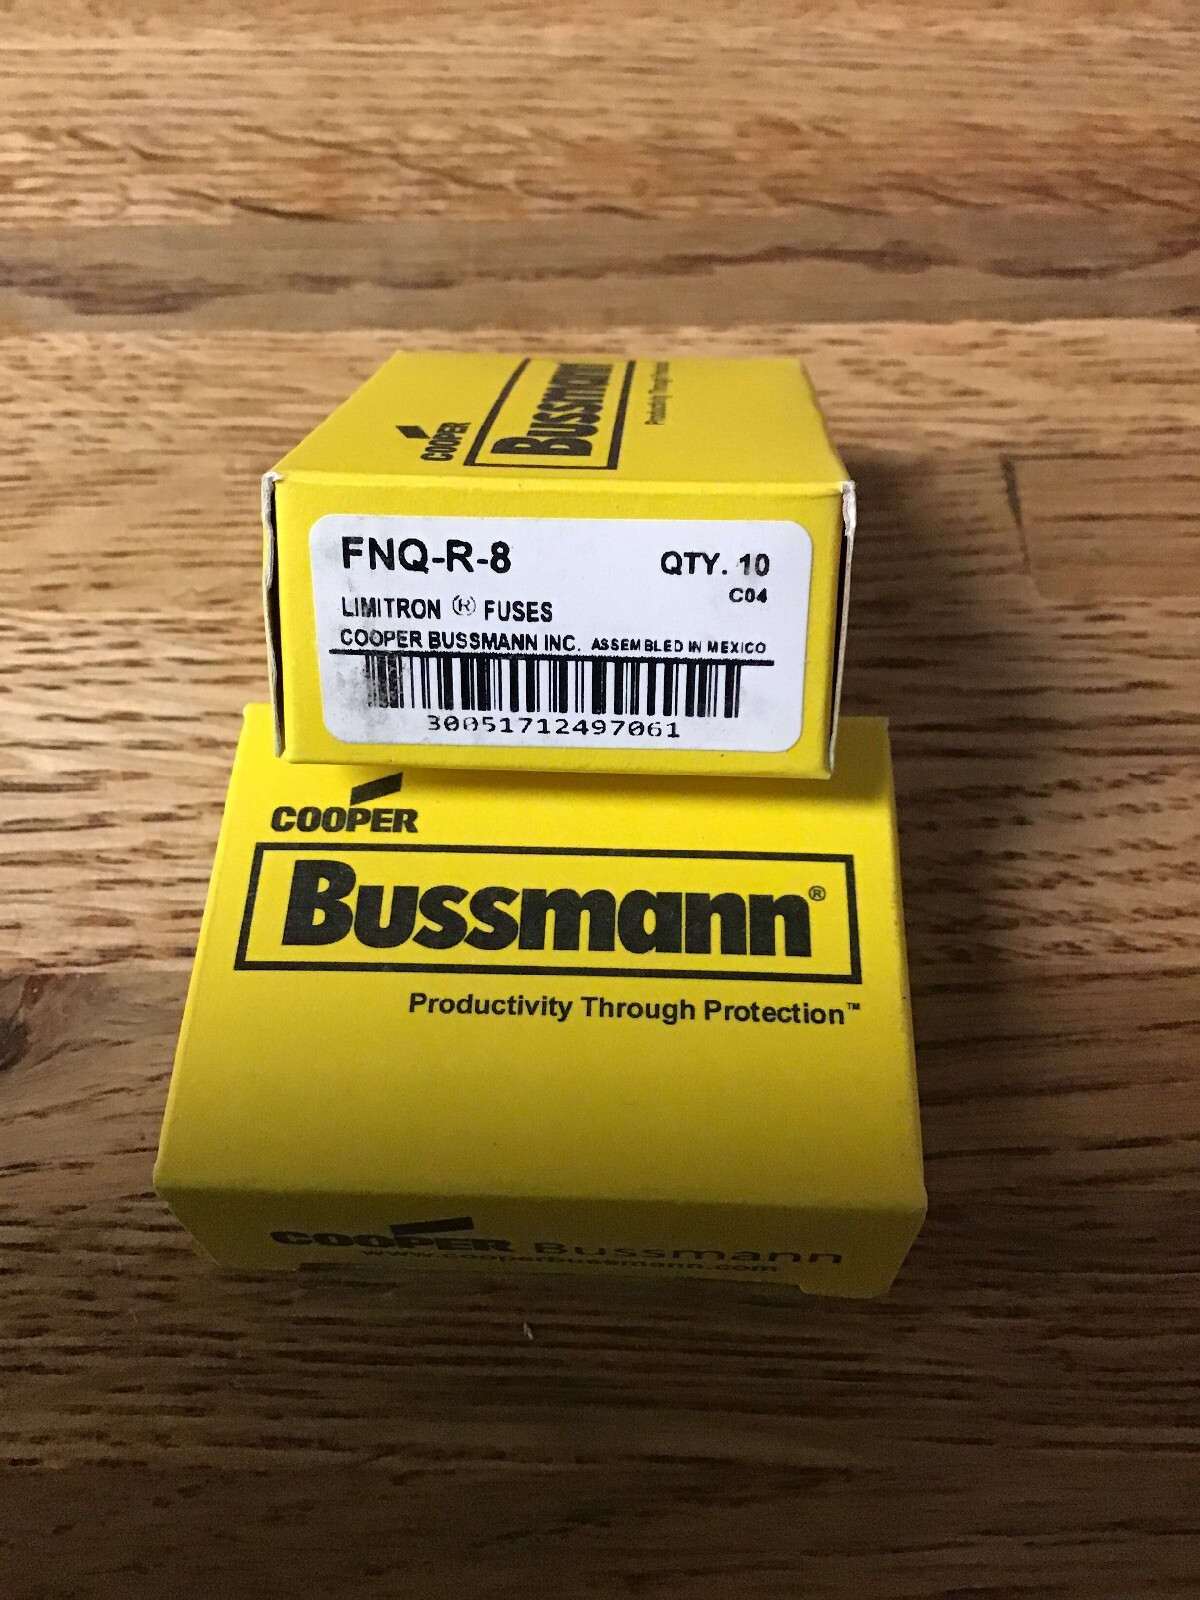 COOPER
Bussmann
Productivity Through
FNQ-R-8
QTY. 10
C04
LIMITRON ® FUSES
COOPER BUSSMANN INC. ASSEMBLED IN MEXICO
30051712497061
COOPER
Bussmann®
Productivity Through Protection™
COOPER Bussmann
www.cooperbussmann.com